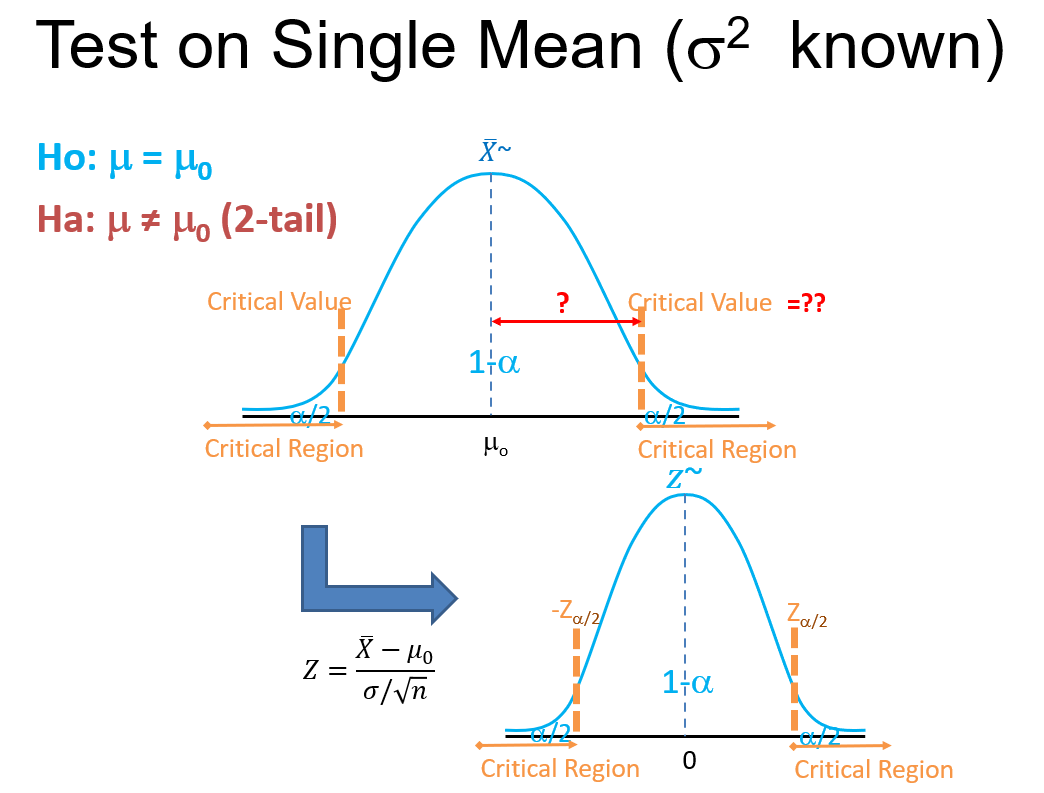 Test on Single Mean (σ² known)
Ho: μ = μ₀
Ha: μ ≠ μ₀ (2-tail)
X̄~
Critical Value
?
Critical Value =??
1-α
α/2
α/2
Critical Region
μₒ
Critical Region
Z~
-Zα/2
Zα/2
Z = (X̄ − μ₀)/(σ/√n)
1-α
α/2
α/2
Critical Region
0
Critical Region